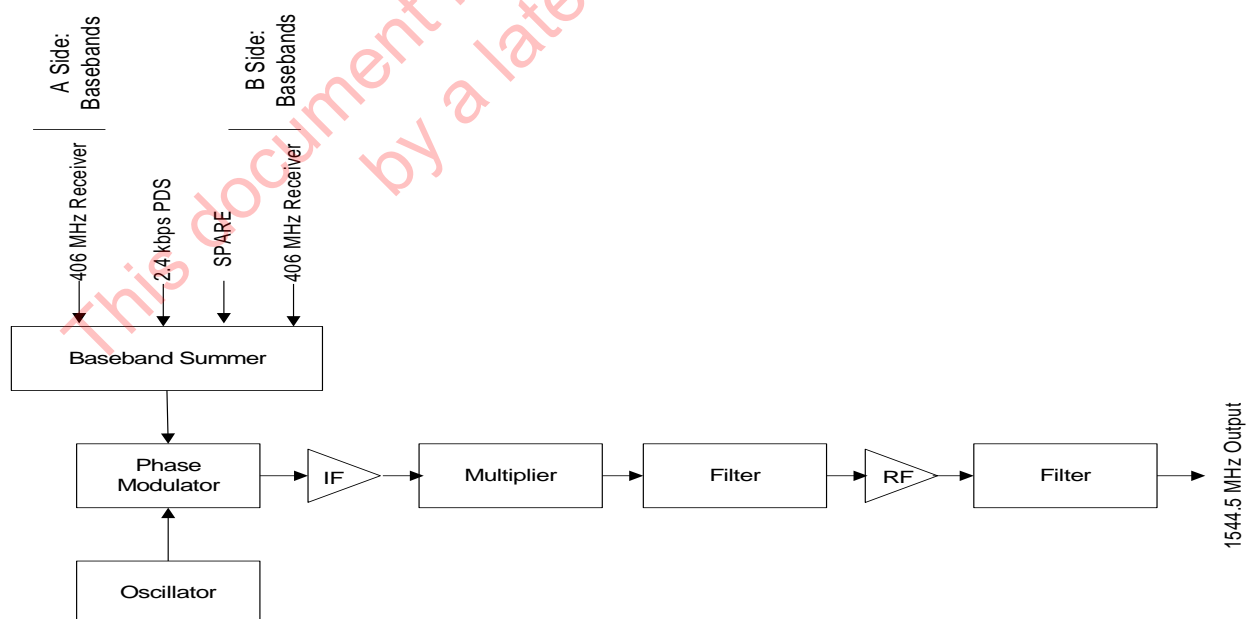 A Side:
Basebands
B Side:
Basebands
406 MHz Receiver
2.4 kbps PDS
SPARE
406 MHz Receiver
Baseband Summer
Phase
Modulator
IF
Multiplier
Filter
RF
Filter
1544.5 MHz Output
Oscillator
This document
by a late